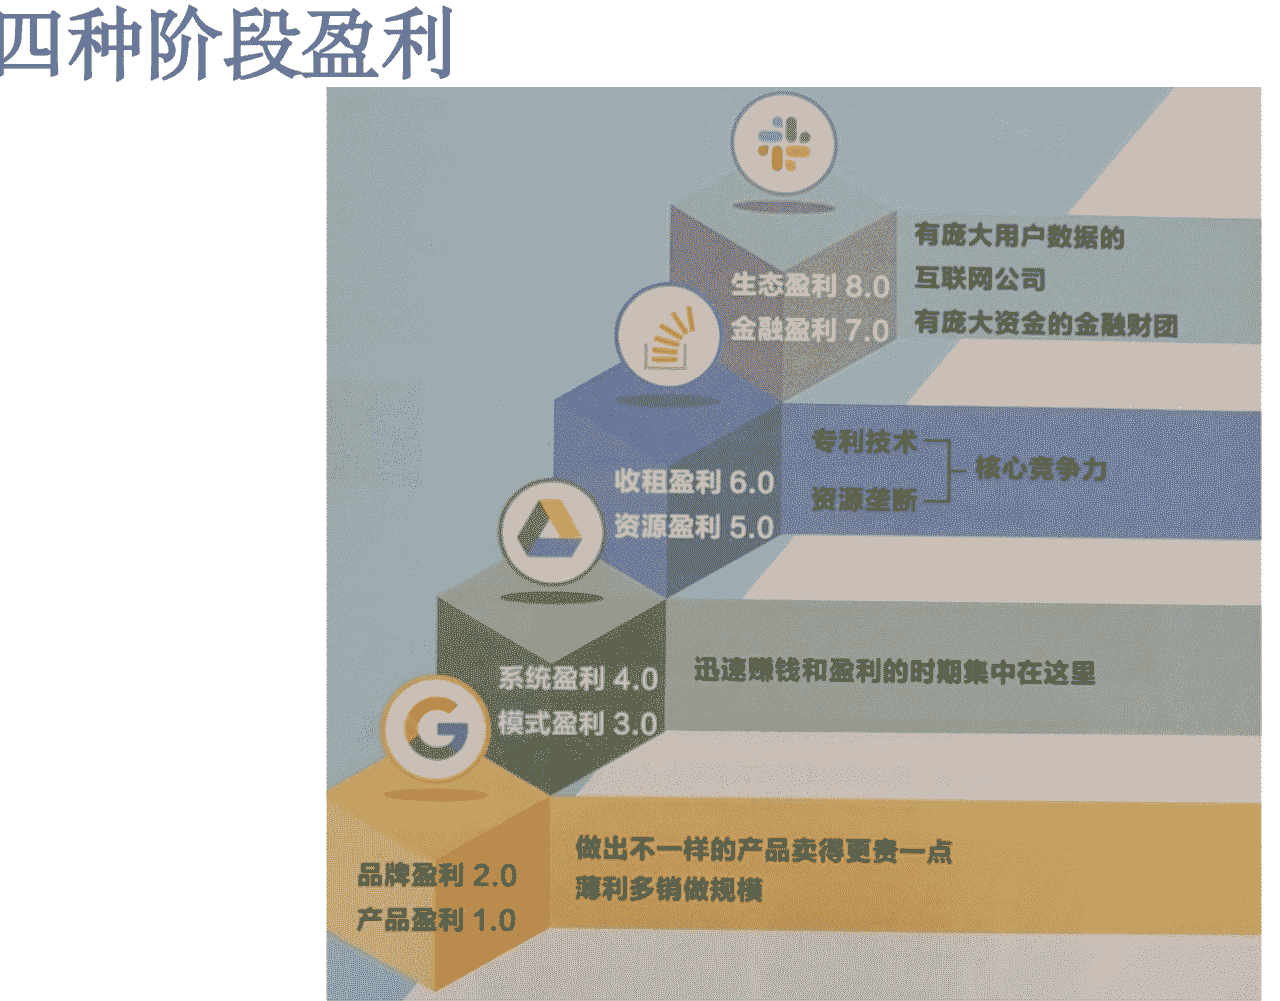 四种阶段盈利
生态盈利 8.0
金融盈利 7.0
有庞大用户数据的
互联网公司
有庞大资金的金融财团
收租盈利 6.0
资源盈利 5.0
专利技术
资源垄断
核心竞争力
系统盈利 4.0
模式盈利 3.0
迅速赚钱和盈利的时期集中在这里
品牌盈利 2.0
产品盈利 1.0
做出不一样的产品卖得更贵一点
薄利多销做规模